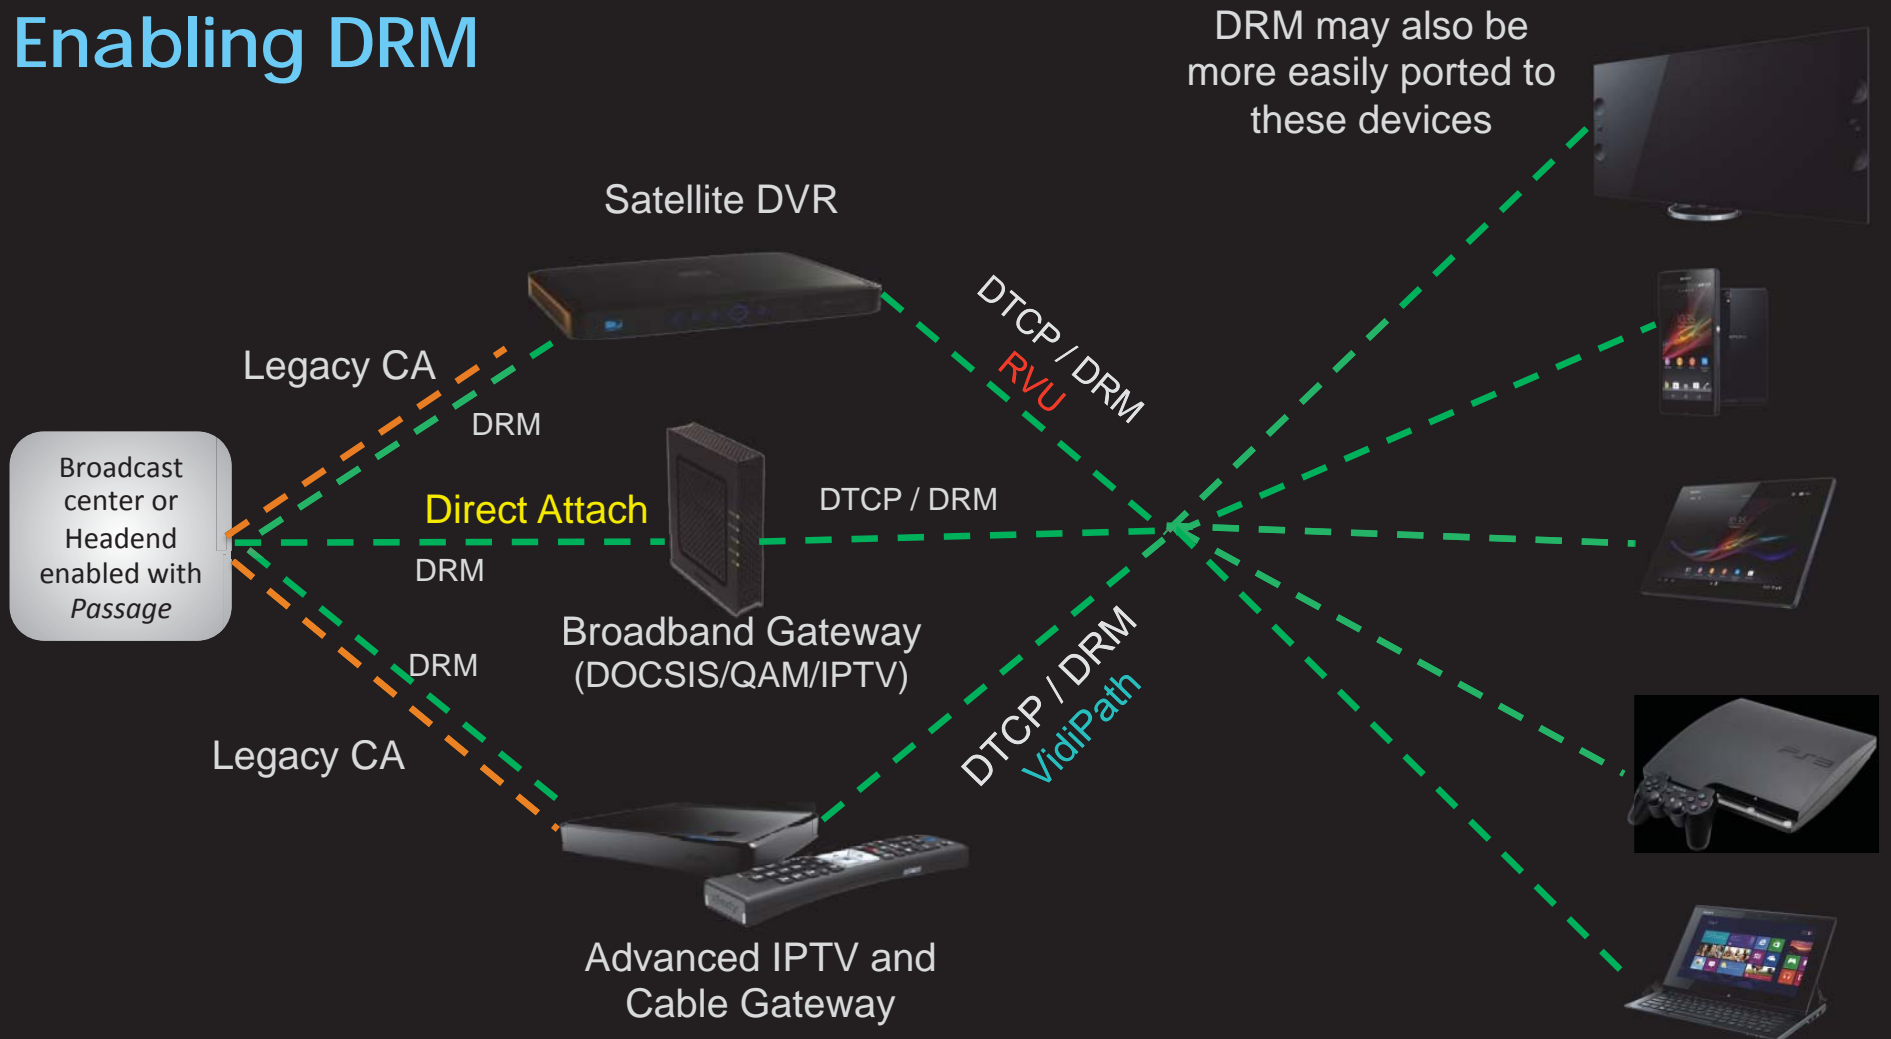 Enabling DRM
DRM may also be
more easily ported to
these devices
Satellite DVR
Legacy CA
DRM
DTCP / DRM
RVU
Broadcast
center or
Headend
enabled with
Passage
Direct Attach
DRM
DTCP / DRM
Broadband Gateway
(DOCSIS/QAM/IPTV)
DRM
Legacy CA
DTCP / DRM
VidiPath
Advanced IPTV and
Cable Gateway
PS3
xfinity